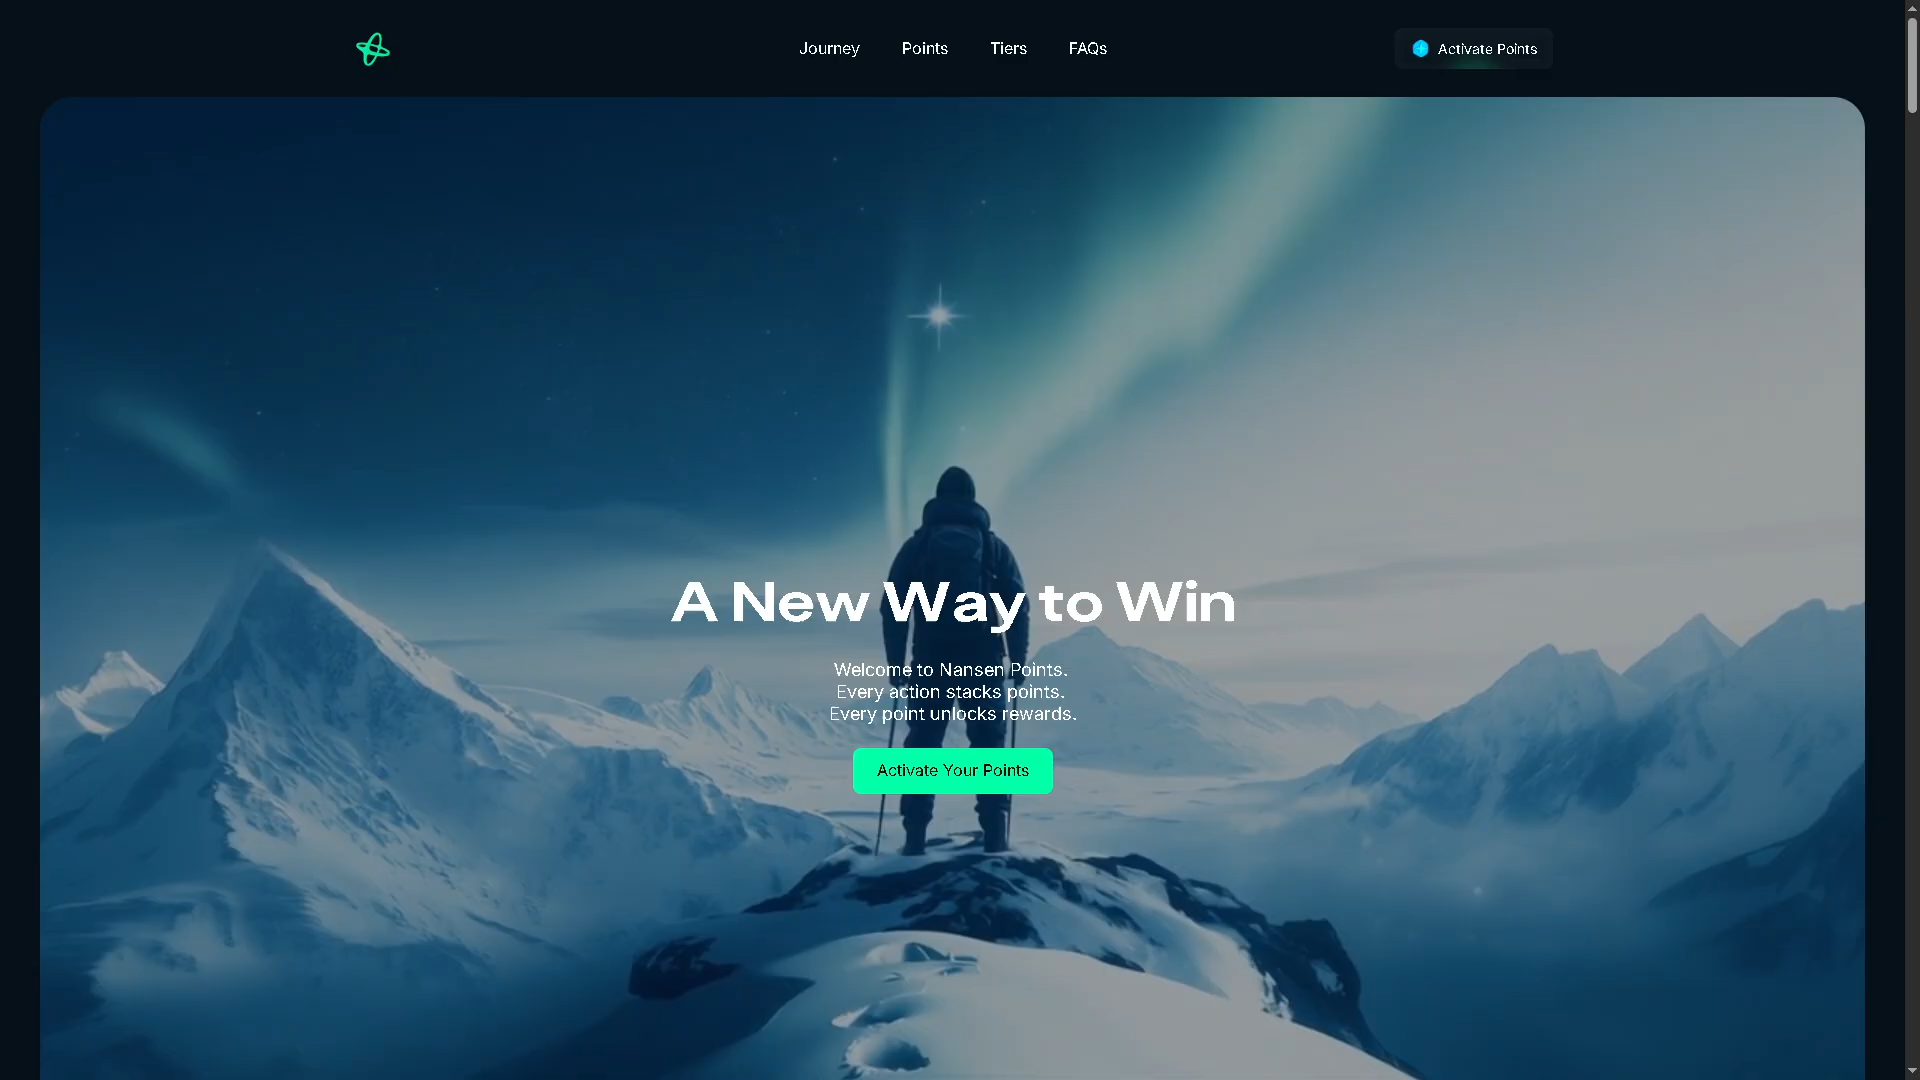 Journey
Points
Tiers
FAQs
Activate Points
A New Way to Win
Welcome to Nansen Points.
Every action stacks points.
Every point unlocks rewards.
Activate Your Points